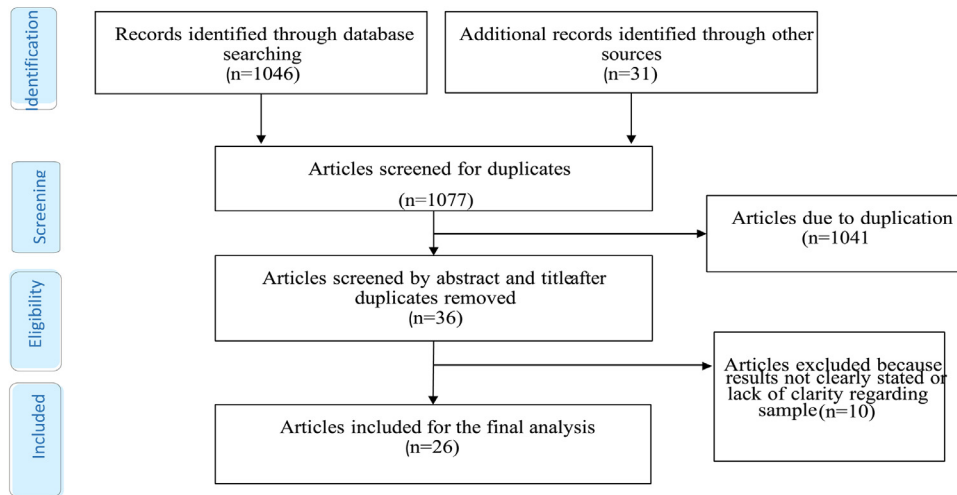 Identification
Records identified through database
searching
(n=1046)
Additional records identified through other
sources
(n=31)
Screening
Articles screened for duplicates
(n=1077)
Articles due to duplication
(n=1041
Eligibility
Articles screened by abstract and titleafter
duplicates removed
(n=36)
Articles excluded because
results not clearly stated or
lack of clarity regarding
sample(n=10)
Included
Articles included for the final analysis
(n=26)